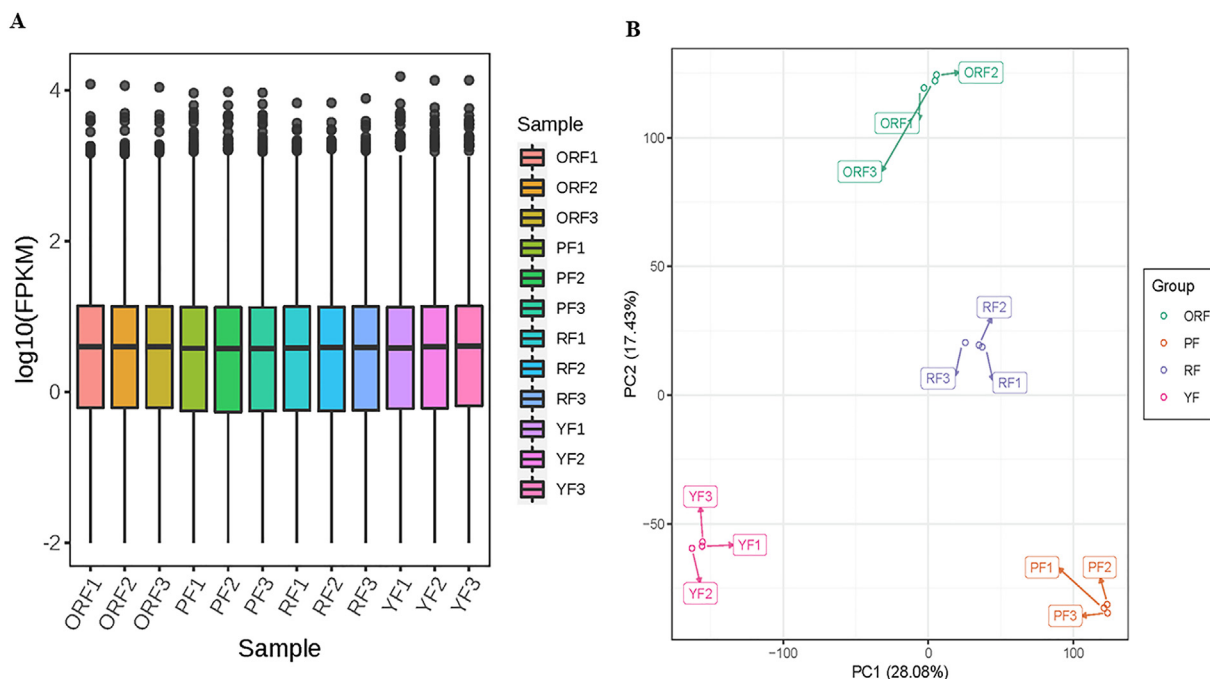 A
4
2
0
-2
log10(FPKM)
ORF1
ORF2
ORF3
PF1
PF2
PF3
RF1
RF2
RF3
YF1
YF2
YF3
Sample
Sample
ORF1
ORF2
ORF3
PF1
PF2
PF3
RF1
RF2
RF3
YF1
YF2
YF3
B
ORF2
ORF1
ORF3
RF2
RF3
RF1
YF3
YF1
YF2
PF1
PF2
PF3
100
50
0
−50
PC2 (17.43%)
−100
0
100
PC1 (28.08%)
Group
ORF
PF
RF
YF